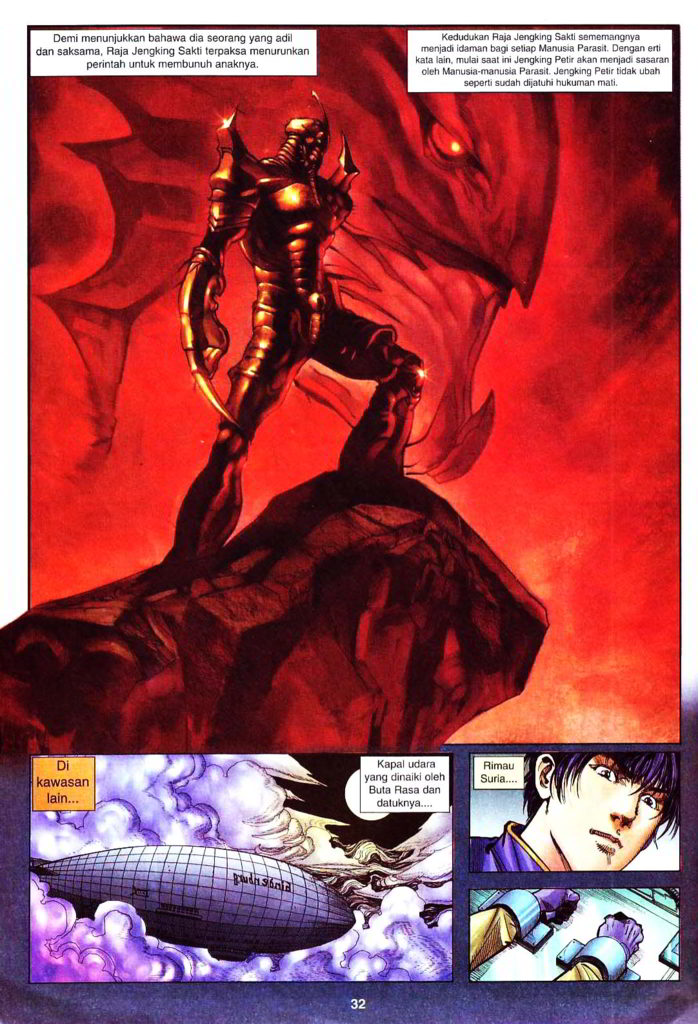 Demi menunjukkan bahawa dia seorang yang adil
dan saksama, Raja Jengking Sakti terpaksa menurunkan
perintah untuk membunuh anaknya.
Kedudukan Raja Jengking Sakti sememangnya
menjadi idaman bagi setiap Manusia Parasit. Dengan erti
kata lain, mulai saat ini Jengking Petir akan menjadi sasaran
oleh Manusia-manusia Parasit. Jengking Petir tidak ubah
seperti sudah dijatuhi hukuman mati.
Di
kawasan
lain...
Kapal udara
yang dinaiki oleh
Buta Rasa dan
datuknya....
Rimau
Suria....
32